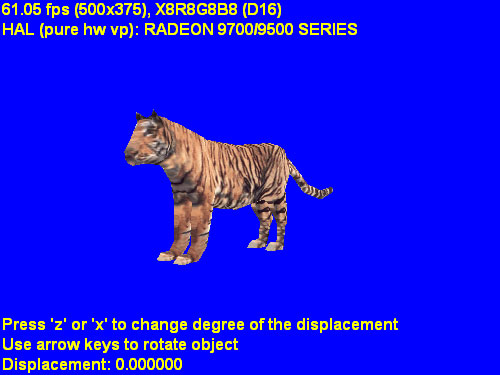 61.05 fps (500x375), X8R8G8B8 (D16)
HAL (pure hw vp): RADEON 9700/9500 SERIES
Press 'z' or 'x' to change degree of the displacement
Use arrow keys to rotate object
Displacement: 0.000000